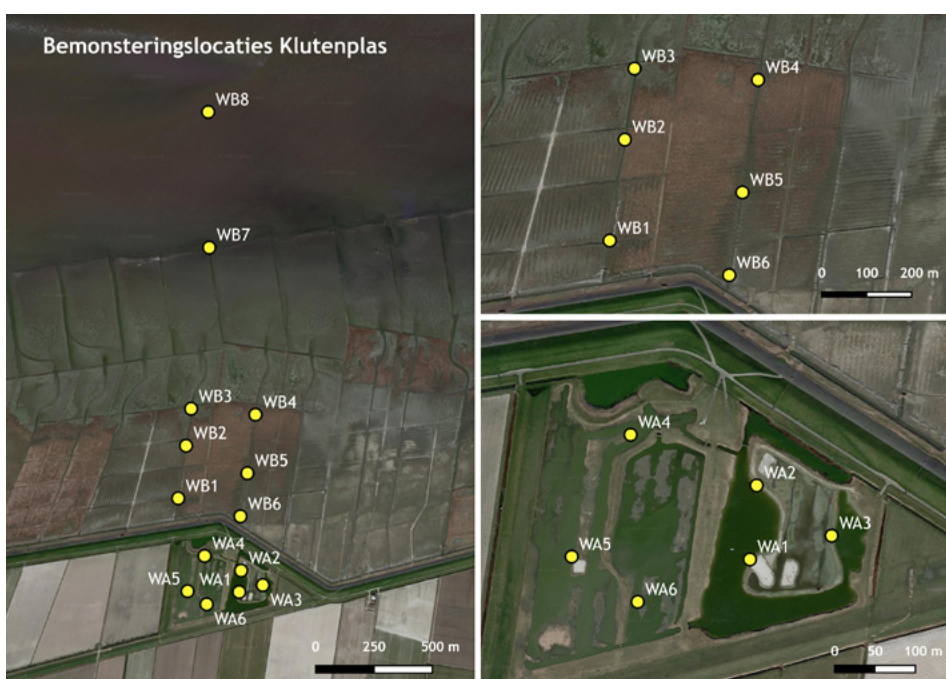 Bemonsteringslocaties Klutenplas
WB8
WB7
WB3
WB4
WB2
WB5
WB1
WB6
WA4
WA2
WA5
WA1
WA3
WA6
0 250 500 m
WB3
WB4
WB2
WB5
WB1
WB6
0 100 200 m
WA4
WA2
WA3
WA5
WA1
WA6
0 50 100 m